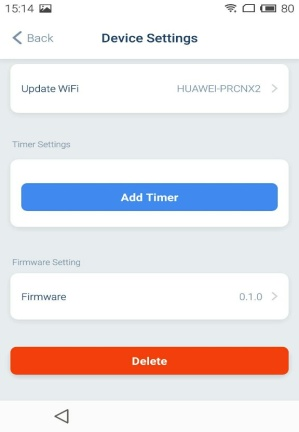 15:14 80
Back Device Settings
Update WiFi HUAWEI-PRCNX2
Timer Settings
Add Timer
Firmware Setting
Firmware 0.1.0
Delete